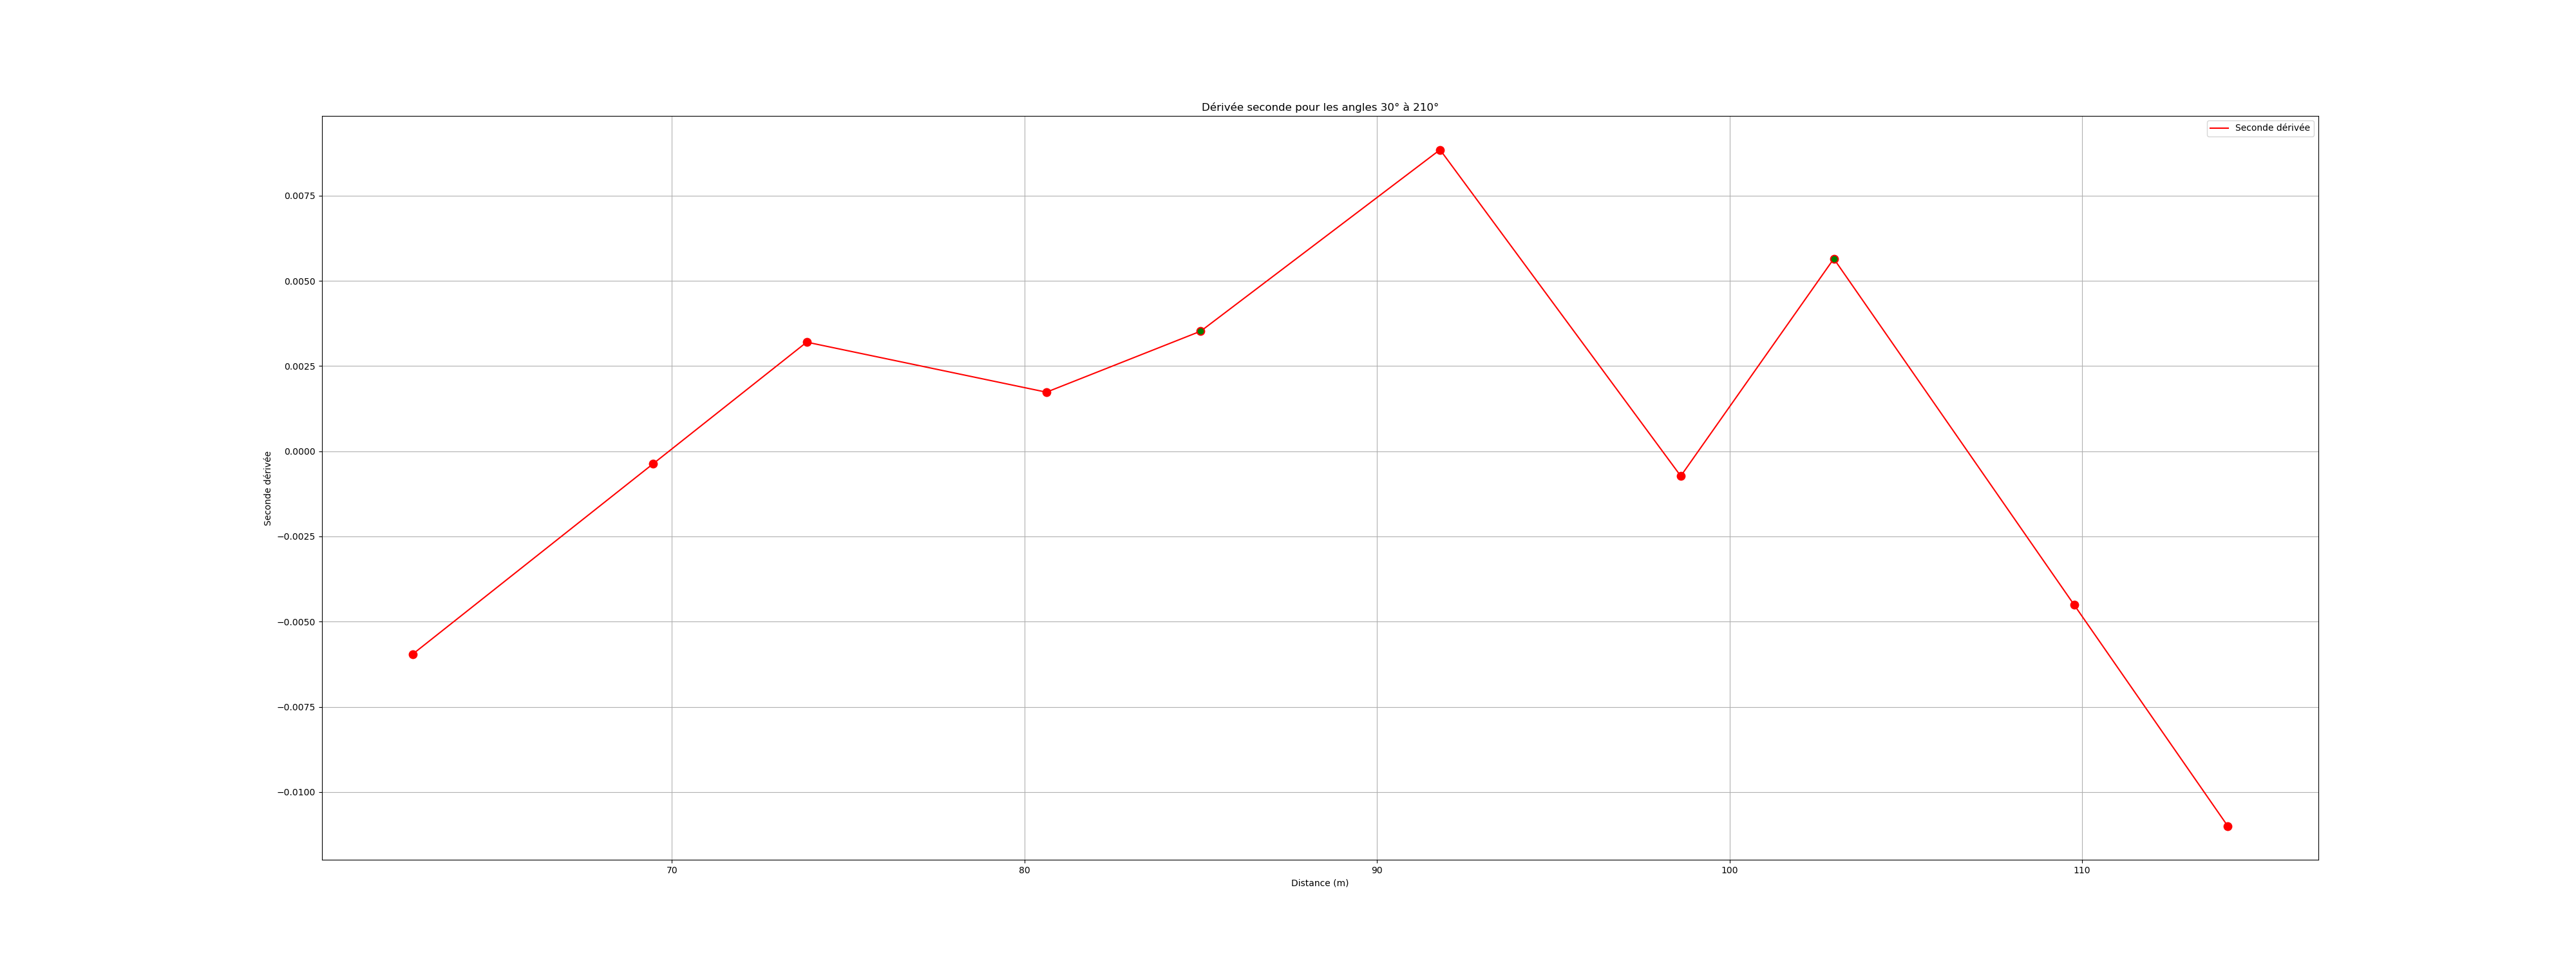 Dérivée seconde pour les angles 30° à 210°
Seconde dérivée
0.0075
0.0050
0.0025
0.0000
−0.0025
−0.0050
−0.0075
−0.0100
Seconde dérivée
70 80 90 100 110
Distance (m)